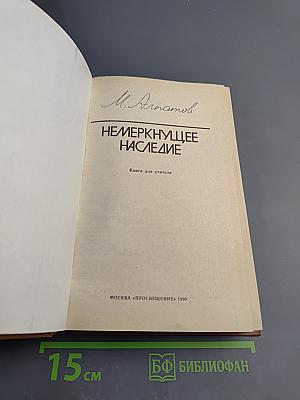 М. Алпатов
НЕМЕРКНУЩЕЕ
НАСЛЕДИЕ
Книга для учителя
МОСКВА «ПРОСВЕЩЕНИЕ» 1990
15 см
БФ БИБЛИОФАН